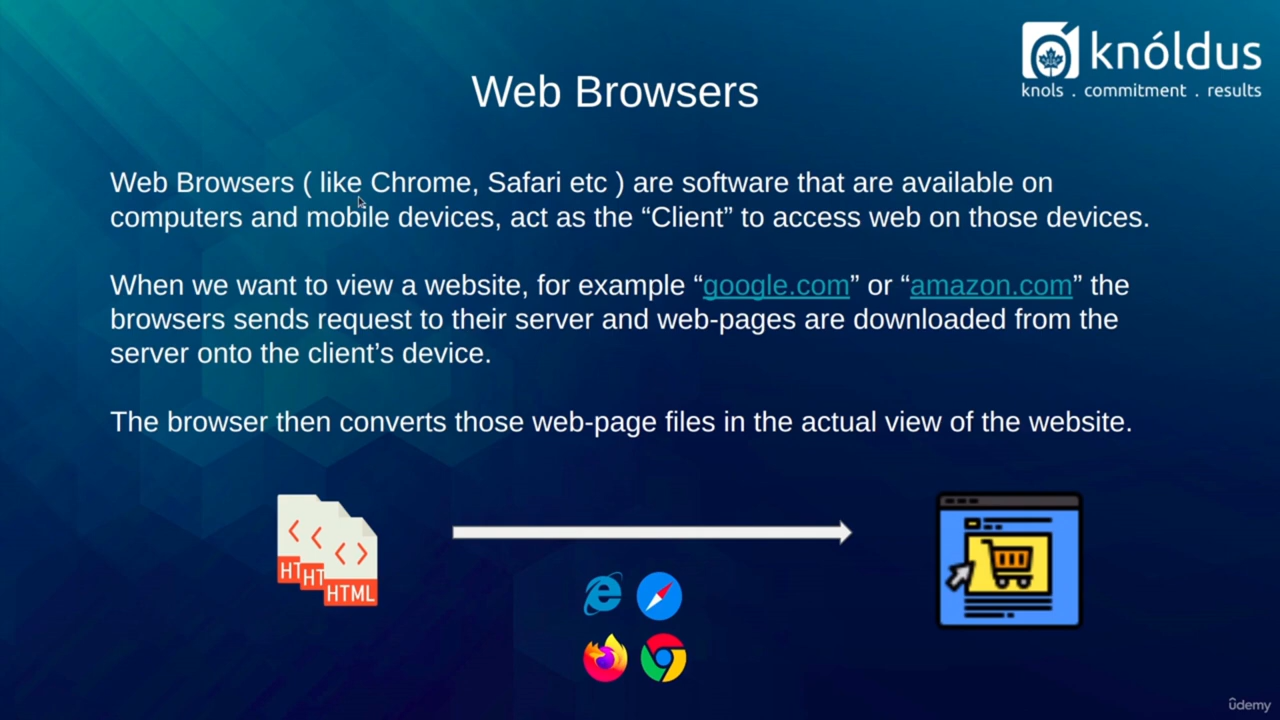 knóldus
knols . commitment . results
Web Browsers
Web Browsers ( like Chrome, Safari etc ) are software that are available on
computers and mobile devices, act as the “Client” to access web on those devices.
When we want to view a website, for example “google.com” or “amazon.com” the
browsers sends request to their server and web-pages are downloaded from the
server onto the client’s device.
The browser then converts those web-page files in the actual view of the website.
HT
HT
HTML
ûdemy